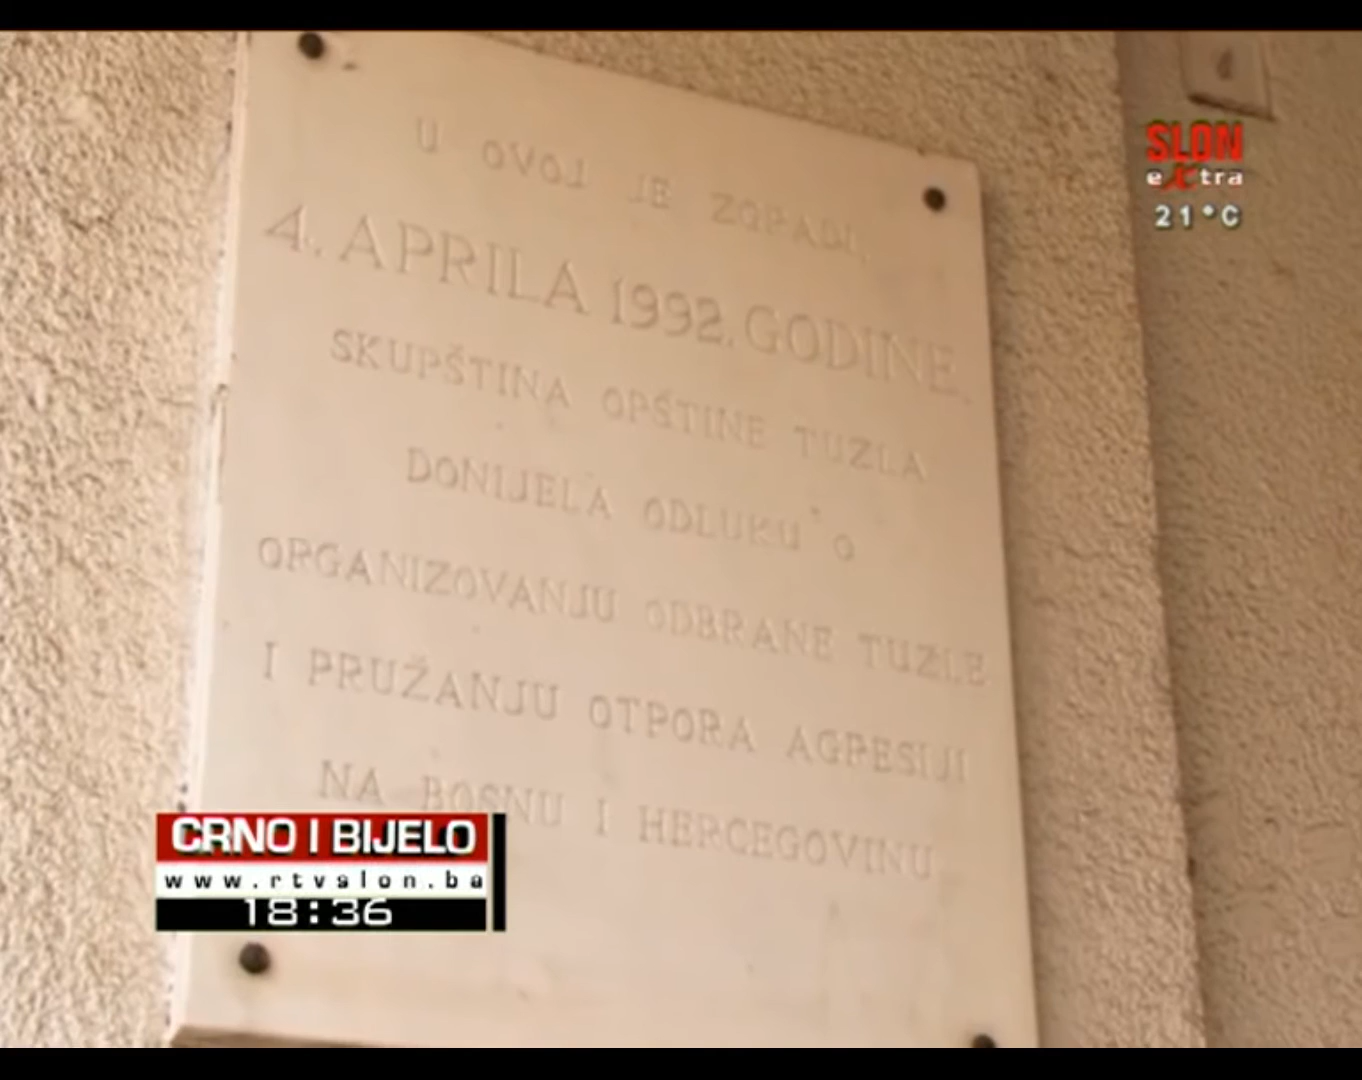 U OVOJ JE ZGRADI,
4. APRILA 1992. GODINE,
SKUPŠTINA OPŠTINE TUZLA
DONIJELA ODLUKU O
ORGANIZOVANJU ODBRANE TUZLE
I PRUŽANJU OTPORA AGRESIJI
NA BOSNU I HERCEGOVINU
SLON
extra
21°C
CRNO I BIJELO
www.rtvslon.ba
18:36